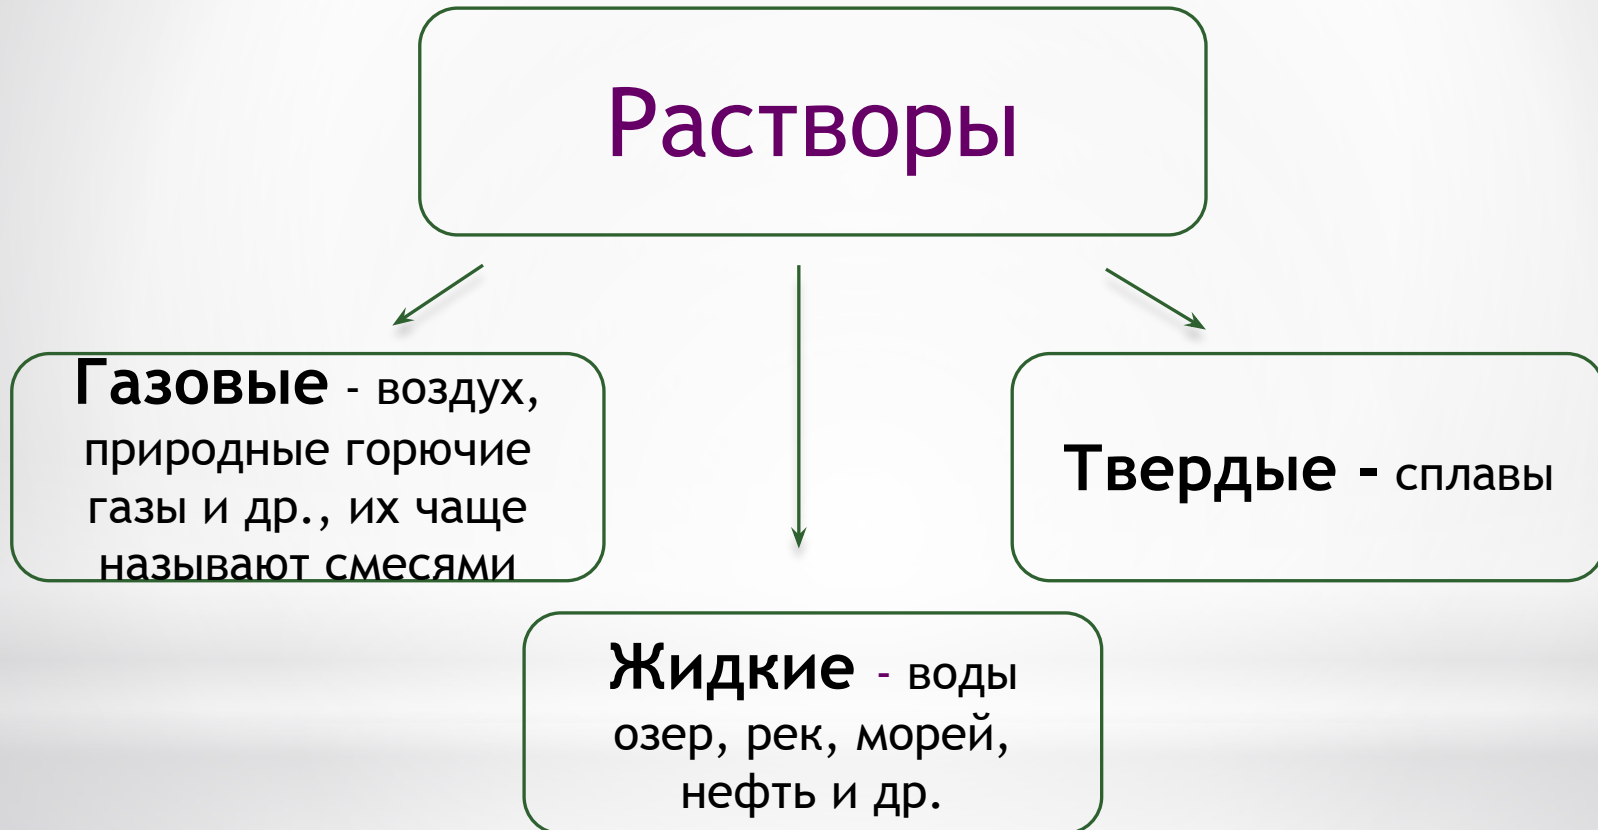 Растворы
Газовые - воздух,
природные горючие
газы и др., их чаще
называют смесями
Твердые - сплавы
Жидкие - воды
озер, рек, морей,
нефть и др.